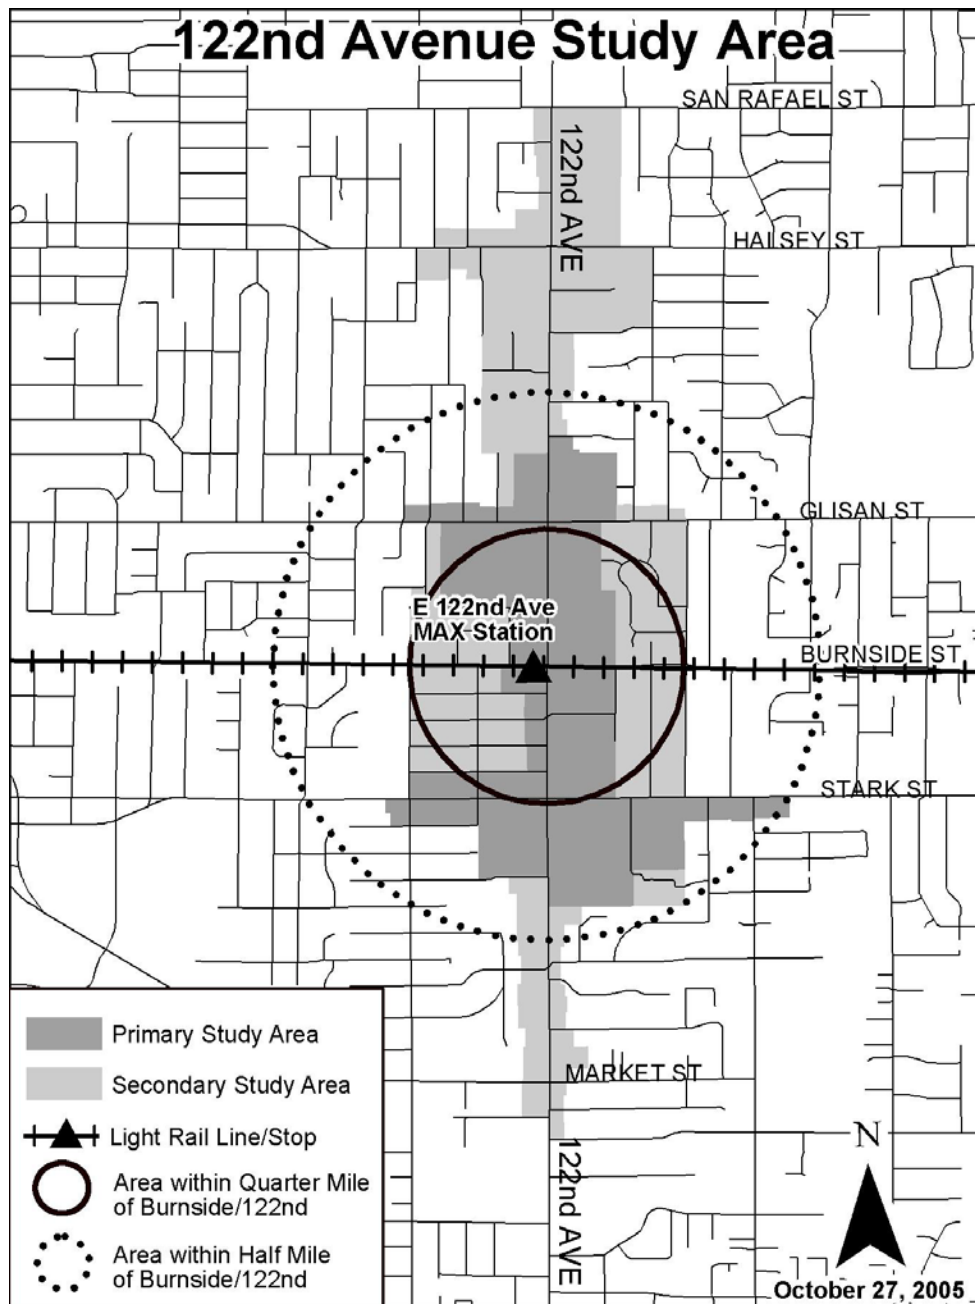 122nd Avenue Study Area
SAN RAFAEL ST
122nd AVE
HALSEY ST
GLISAN ST
E 122nd Ave
MAX Station
BURNSIDE ST
STARK ST
MARKET ST
122nd AVE
Primary Study Area
Secondary Study Area
Light Rail Line/Stop
Area within Quarter Mile
of Burnside/122nd
Area within Half Mile
of Burnside/122nd
N
October 27, 2005